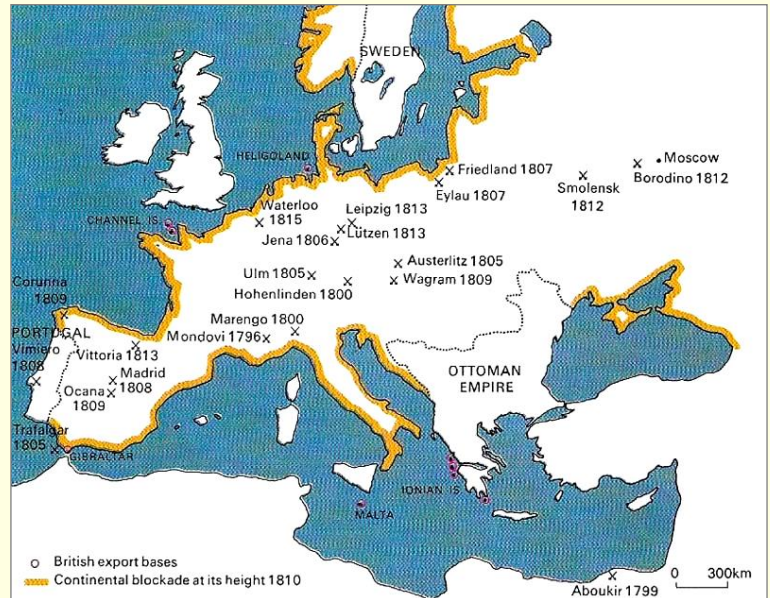 SWEDEN
HELIGOLAND
Moscow
Friedland 1807
Borodino 1812
Eylau 1807
Smolensk
1812
Waterloo
1815
Leipzig 1813
Lützen 1813
Jena 1806
CHANNEL IS.
Austerlitz 1805
Ulm 1805
Wagram 1809
Hohenlinden 1800
Corunna
1809
Marengo 1800
Mondovi 1796
PORTUGAL
Vimiero
1808
Vittoria 1813
Madrid
1808
Ocana
1809
OTTOMAN
EMPIRE
Trafalgar
1805
GIBRALTAR
IONIAN IS
MALTA
British export bases
Continental blockade at its height 1810
Aboukir 1799
0 300km